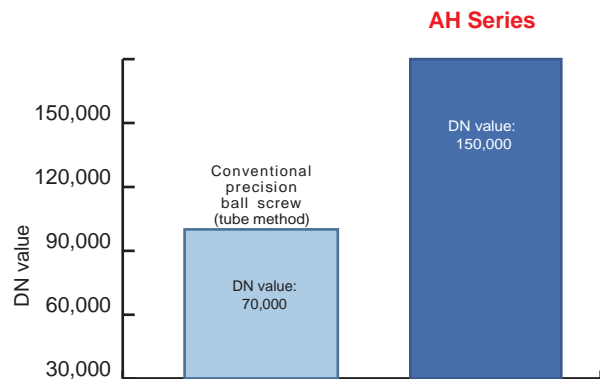 AH Series
150,000
120,000
90,000
60,000
30,000
DN value
Conventional
precision
ball screw
(tube method)
DN value:
70,000
DN value:
150,000